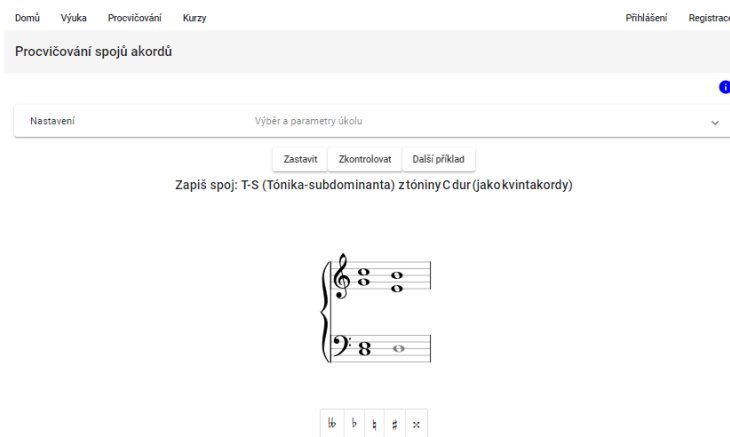 Domů Výuka Procvičování Kurzy Přihlášení Registrace
Procvičování spojů akordů
Nastavení Výběr a parametry úkolu
Zastavit Zkontrolovat Další příklad
Zapiš spoj: T-S (Tónika-subdominanta) z tóniny C dur (jako kvintakordy)